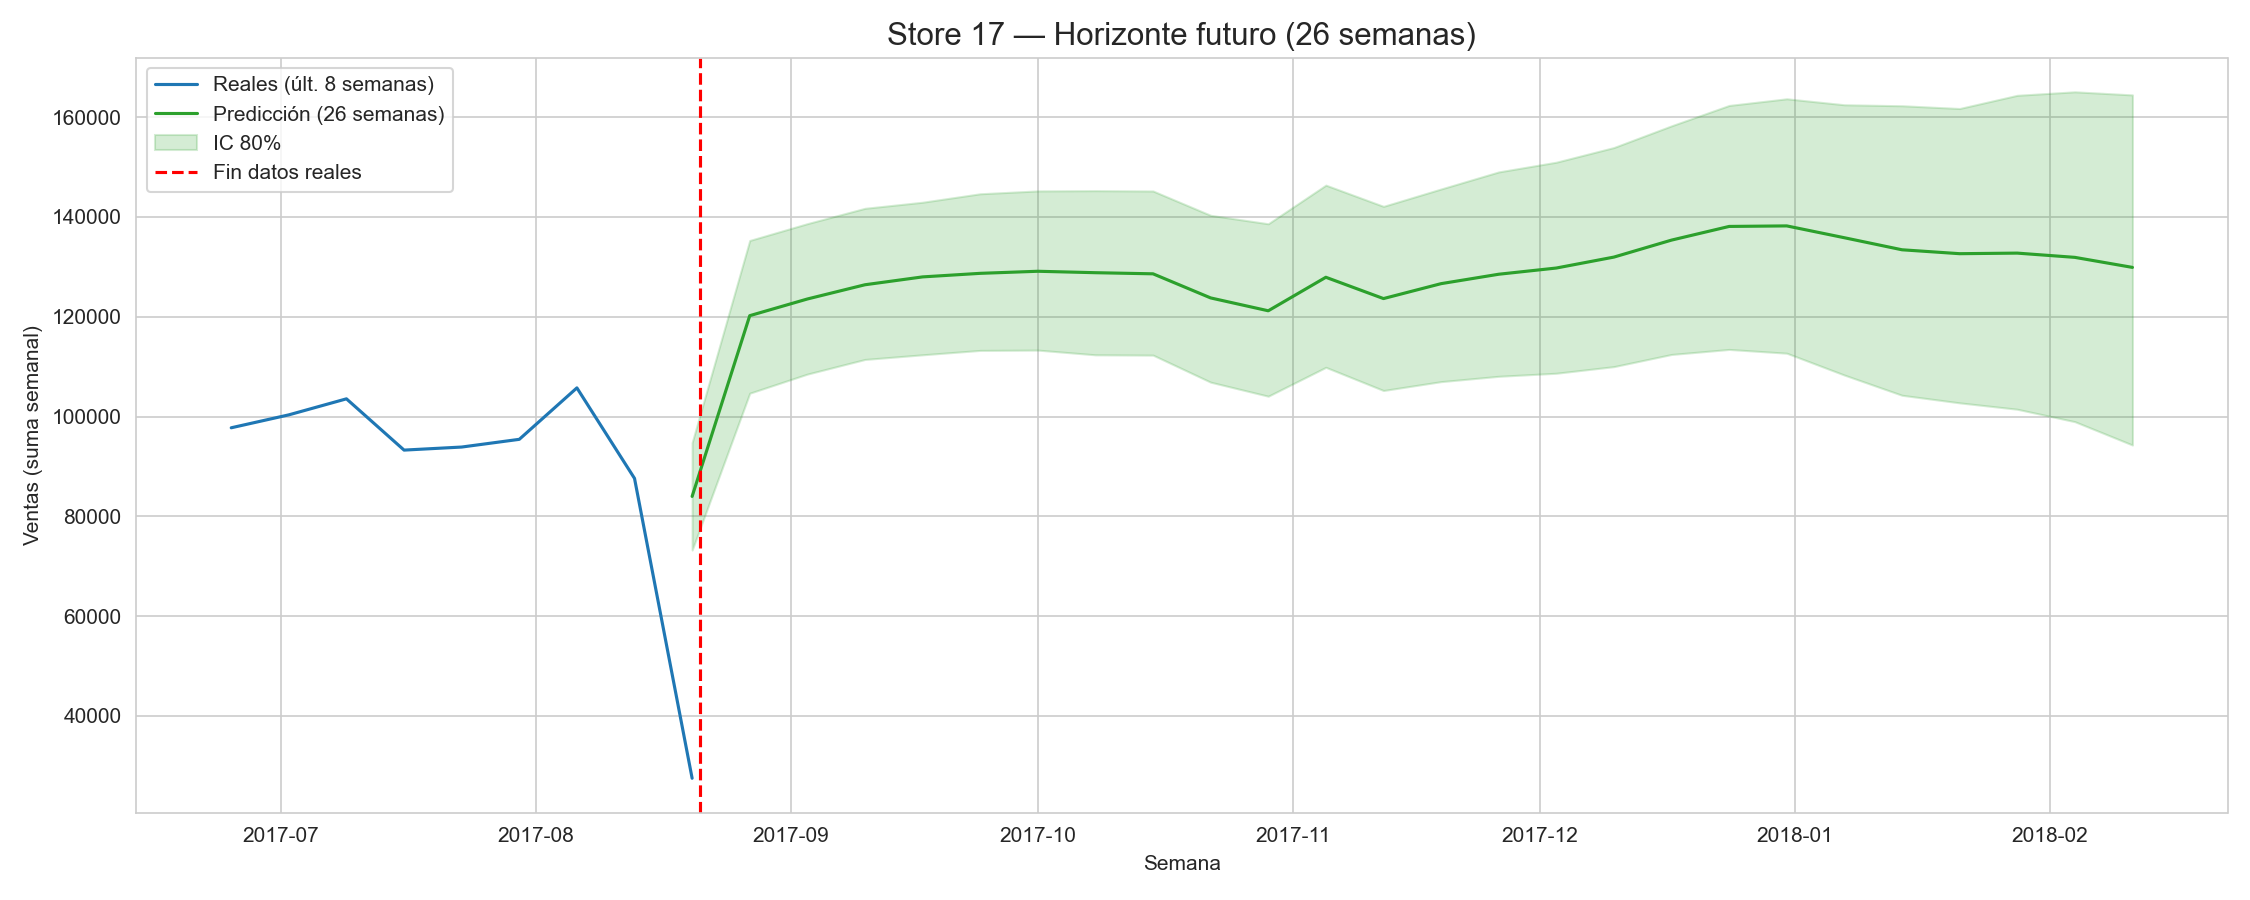 Store 17 — Horizonte futuro (26 semanas)
Reales (últ. 8 semanas)
Predicción (26 semanas)
IC 80%
Fin datos reales
Ventas (suma semanal)
160000
140000
120000
100000
80000
60000
40000
2017-07 2017-08 2017-09 2017-10 2017-11 2017-12 2018-01 2018-02
Semana